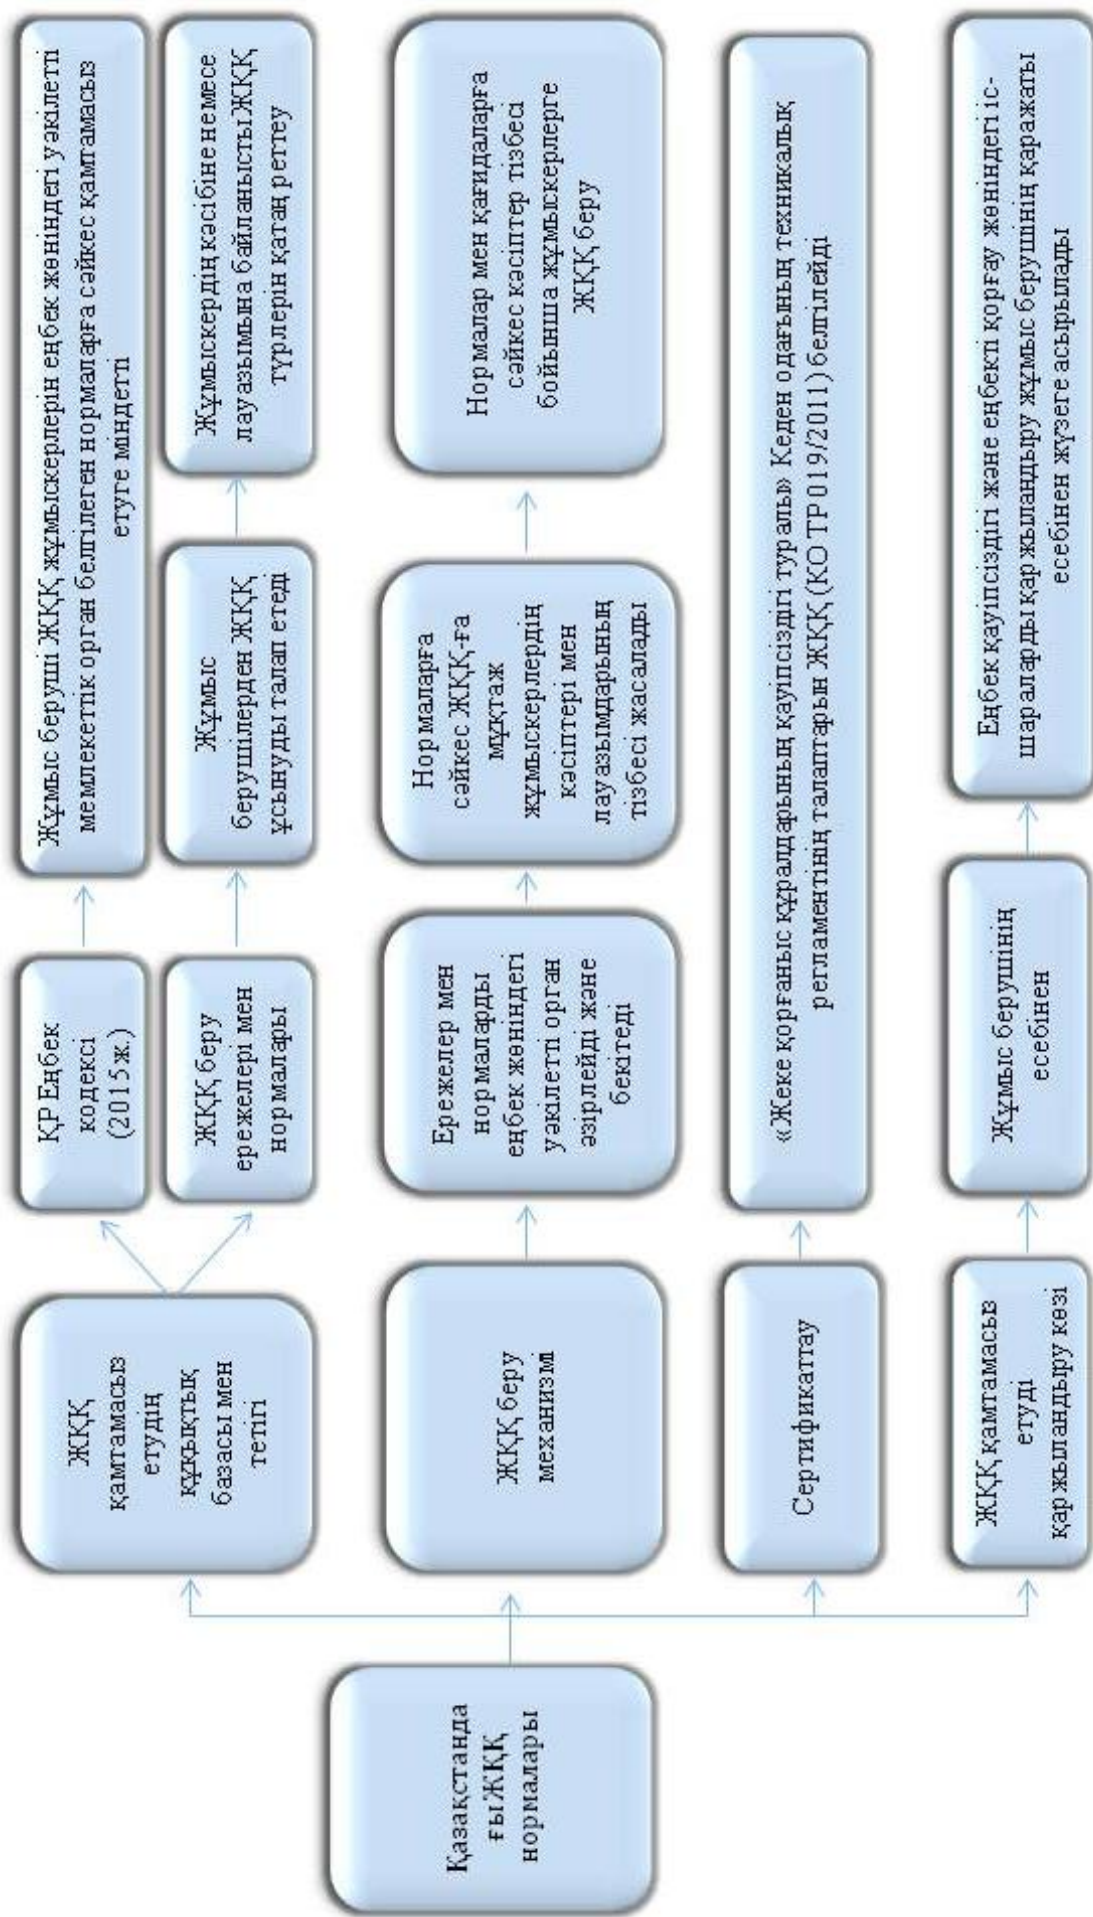 Қазақстанда
ғы ЖҚҚ
нормалары
ЖҚҚ
қамтамасыз
етудің
құқықтық
базасы мен
тетігі
ҚР Еңбек
кодексі
(2015ж.)
Жұмыс беруші ЖҚҚ жұмыскерлерін еңбек жөніндегі уәкілетті
мемлекеттік орган белгілеген нормаларға сәйкес қамтамасыз
етуге міндетті
ЖҚҚ беру
ережелері мен
нормалары
Жұмыс
берушілерден ЖҚҚ
ұсынуды талап етеді
Жұмыскердің кәсібіне немесе
лауазымына байланысты ЖҚҚ
түрлерін қатаң реттеу
ЖҚҚ беру
механизмі
Ережелер мен
нормаларды
еңбек жөніндегі
уәкілетті орган
әзірлейді және
бекітеді
Нормаларға
сәйкес ЖҚҚ-ға
мұқтаж
жұмыскерлердің
кәсіптері мен
лауазымдарының
тізбесі жасалады
Нормалар мен қағидаларға
сәйкес кәсіптер тізбесі
бойынша жұмыскерлерге
ЖҚҚ беру
Сертификаттау
«Жеке қорғаныс құралдарының қауіпсіздігі туралы» Кеден одағының техникалық
регламентінің талаптарын ЖҚҚ (КО ТР 019/2011) белгілейді
ЖҚҚ қамтамасыз
етуді
қаржыландыру көзі
Жұмыс берушінің
есебінен
Еңбек қауіпсіздігі және еңбекті қорғау жөніндегі іс-
шараларды қаржыландыру жұмыс берушінің қаражаты
есебінен жүзеге асырылады